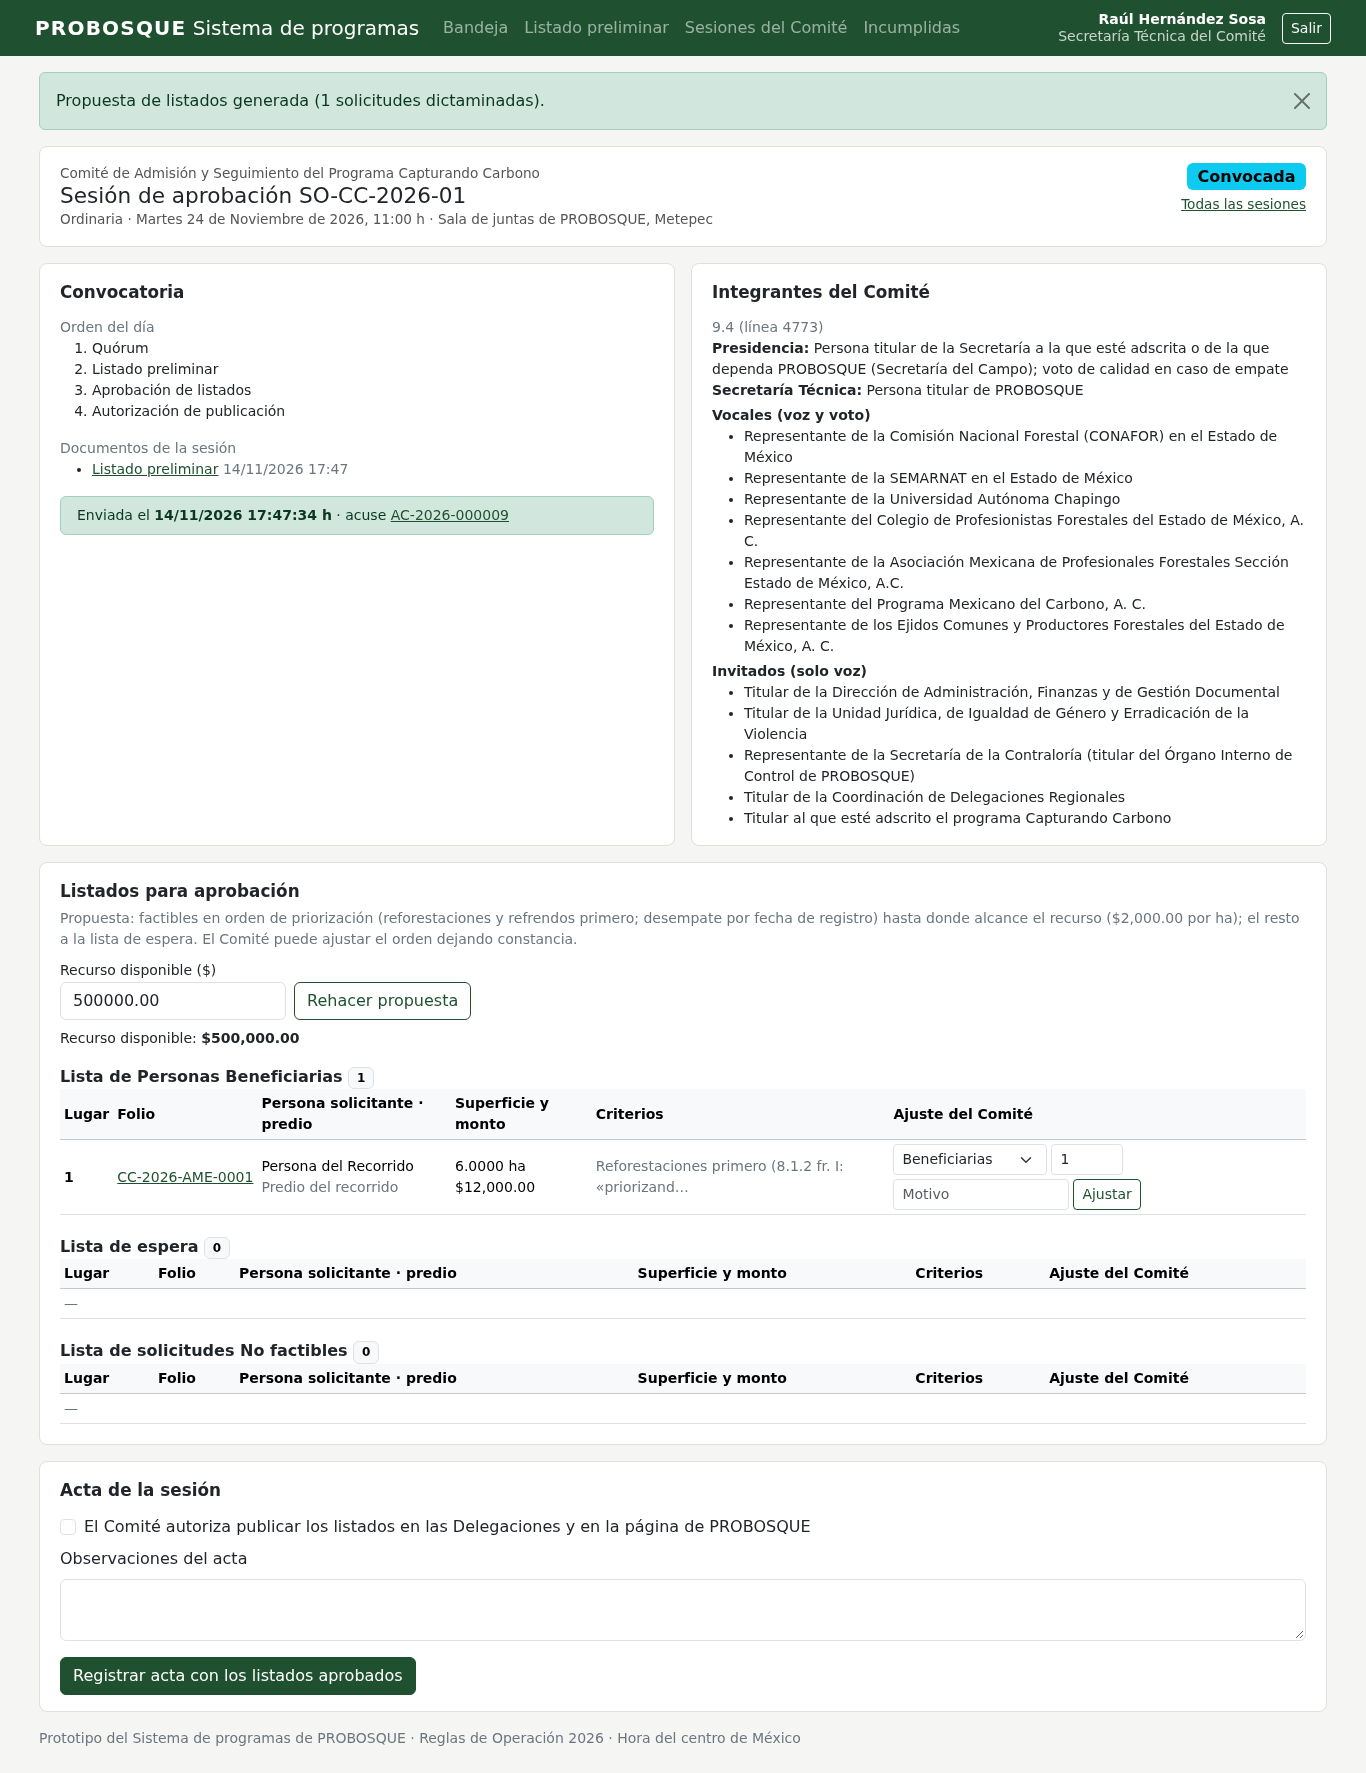 PROBOSQUE Sistema de programas Bandeja Listado preliminar Sesiones del Comité Incumplidas
Raúl Hernández Sosa
Secretaría Técnica del Comité
Salir
Propuesta de listados generada (1 solicitudes dictaminadas).
Comité de Admisión y Seguimiento del Programa Capturando Carbono
Sesión de aprobación SO-CC-2026-01
Ordinaria · Martes 24 de Noviembre de 2026, 11:00 h · Sala de juntas de PROBOSQUE, Metepec
Convocada
Todas las sesiones
Convocatoria
Orden del día
1. Quórum
2. Listado preliminar
3. Aprobación de listados
4. Autorización de publicación
Documentos de la sesión
• Listado preliminar 14/11/2026 17:47
Enviada el 14/11/2026 17:47:34 h · acuse AC-2026-000009
Integrantes del Comité
9.4 (línea 4773)
Presidencia: Persona titular de la Secretaría a la que esté adscrita o de la que
dependa PROBOSQUE (Secretaría del Campo); voto de calidad en caso de empate
Secretaría Técnica: Persona titular de PROBOSQUE
Vocales (voz y voto)
• Representante de la Comisión Nacional Forestal (CONAFOR) en el Estado de
México
• Representante de la SEMARNAT en el Estado de México
• Representante de la Universidad Autónoma Chapingo
• Representante del Colegio de Profesionistas Forestales del Estado de México, A.
C.
• Representante de la Asociación Mexicana de Profesionales Forestales Sección
Estado de México, A.C.
• Representante del Programa Mexicano del Carbono, A. C.
• Representante de los Ejidos Comunes y Productores Forestales del Estado de
México, A. C.
Invitados (solo voz)
• Titular de la Dirección de Administración, Finanzas y de Gestión Documental
• Titular de la Unidad Jurídica, de Igualdad de Género y Erradicación de la
Violencia
• Representante de la Secretaría de la Contraloría (titular del Órgano Interno de
Control de PROBOSQUE)
• Titular de la Coordinación de Delegaciones Regionales
• Titular al que esté adscrito el programa Capturando Carbono
Listados para aprobación
Propuesta: factibles en orden de priorización (reforestaciones y refrendos primero; desempate por fecha de registro) hasta donde alcance el recurso ($2,000.00 por ha); el resto
a la lista de espera. El Comité puede ajustar el orden dejando constancia.
Recurso disponible ($)
500000.00 Rehacer propuesta
Recurso disponible: $500,000.00
Lista de Personas Beneficiarias 1
Lugar Folio Persona solicitante · predio Superficie y monto Criterios Ajuste del Comité
1 CC-2026-AME-0001 Persona del Recorrido 6.0000 ha Reforestaciones primero (8.1.2 fr. I: Beneficiarias 1
Predio del recorrido $12,000.00 «priorizand… Motivo Ajustar
Lista de espera 0
Lugar Folio Persona solicitante · predio Superficie y monto Criterios Ajuste del Comité
—
Lista de solicitudes No factibles 0
Lugar Folio Persona solicitante · predio Superficie y monto Criterios Ajuste del Comité
—
Acta de la sesión
El Comité autoriza publicar los listados en las Delegaciones y en la página de PROBOSQUE
Observaciones del acta
Registrar acta con los listados aprobados
Prototipo del Sistema de programas de PROBOSQUE · Reglas de Operación 2026 · Hora del centro de México